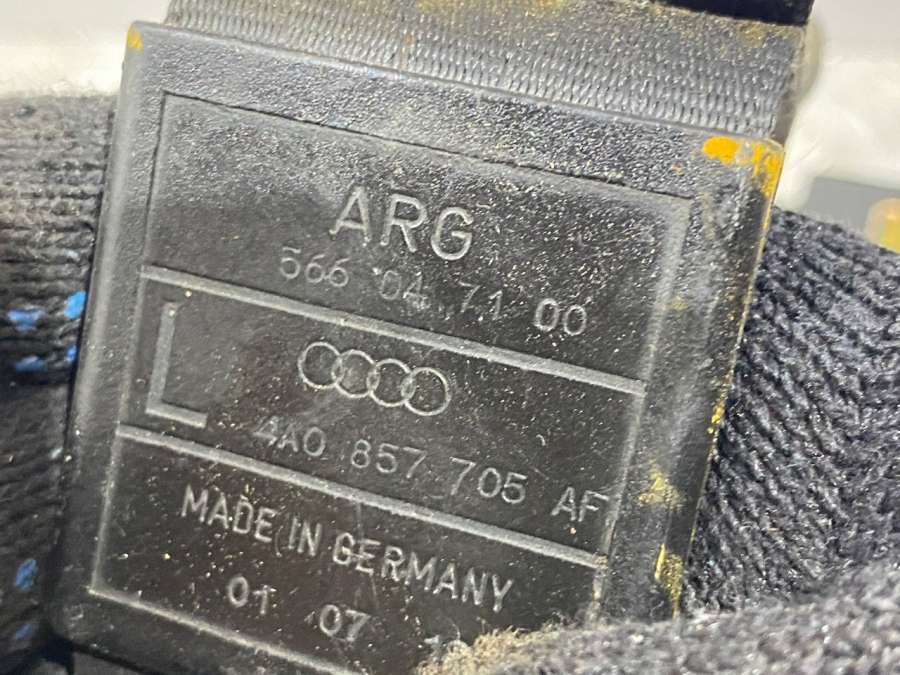 ARG
566 04 71 00
L
4A0 857 705 AF
MADE IN GERMANY
01 07